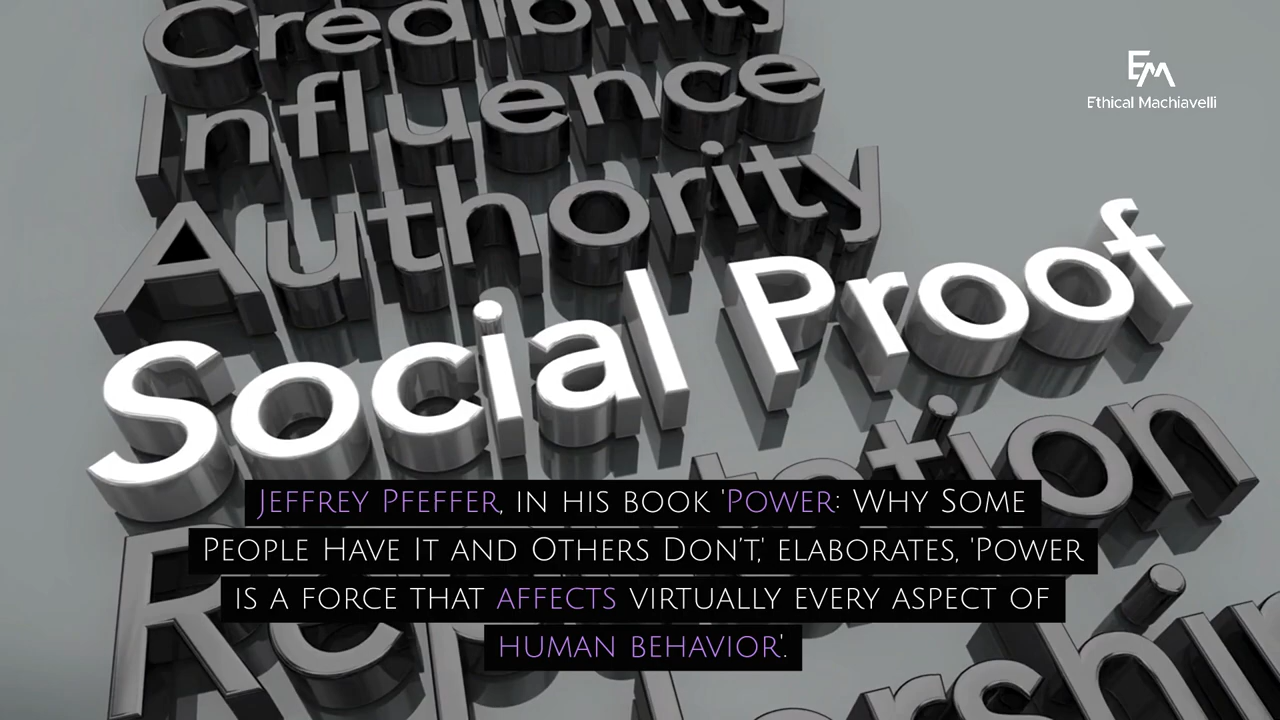 Credibility
Influence
EM
Ethical Machiavelli
Authority
Social Proof
JEFFREY PFEFFER, IN HIS BOOK 'POWER: WHY SOME
PEOPLE HAVE IT AND OTHERS DON'T,' ELABORATES, 'POWER
IS A FORCE THAT AFFECTS VIRTUALLY EVERY ASPECT OF
HUMAN BEHAVIOR'.